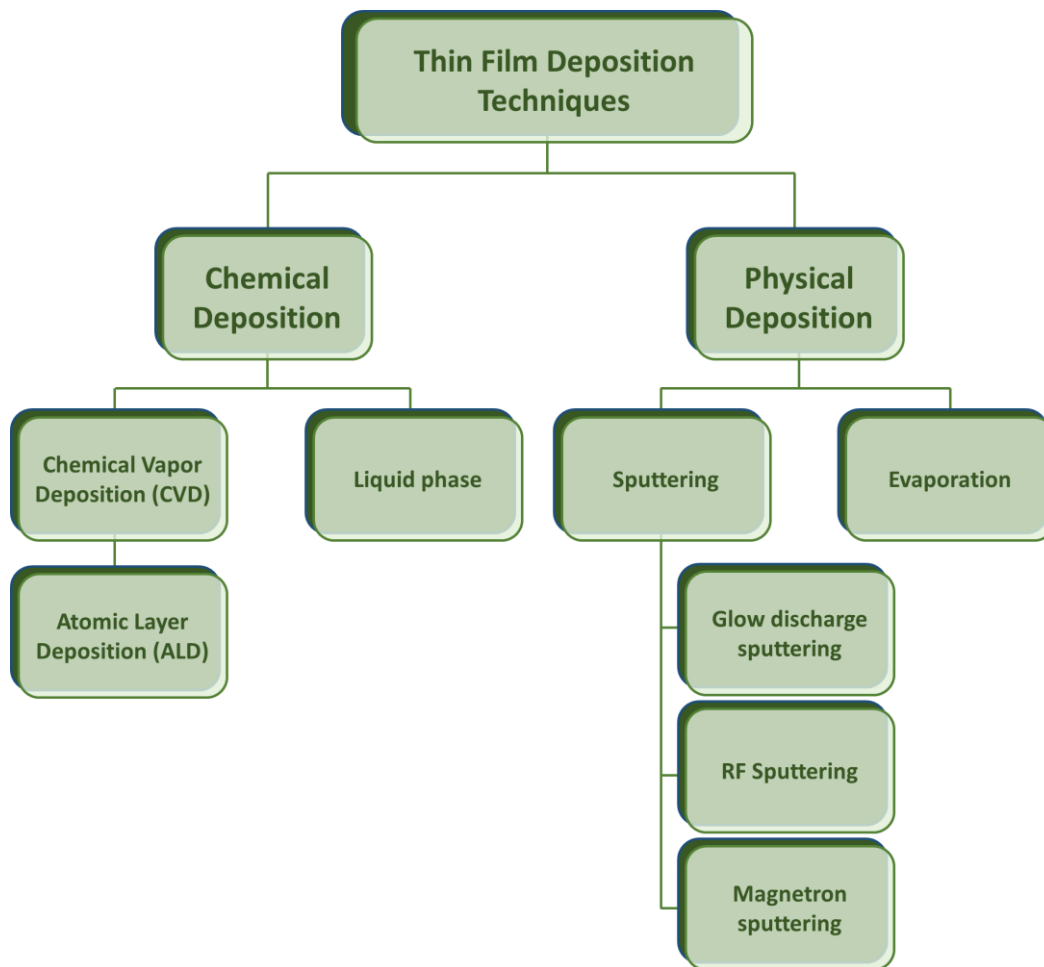 Thin Film Deposition
Techniques
Chemical
Deposition
Physical
Deposition
Chemical Vapor
Deposition (CVD)
Liquid phase
Sputtering
Evaporation
Atomic Layer
Deposition (ALD)
Glow discharge
sputtering
RF Sputtering
Magnetron
sputtering